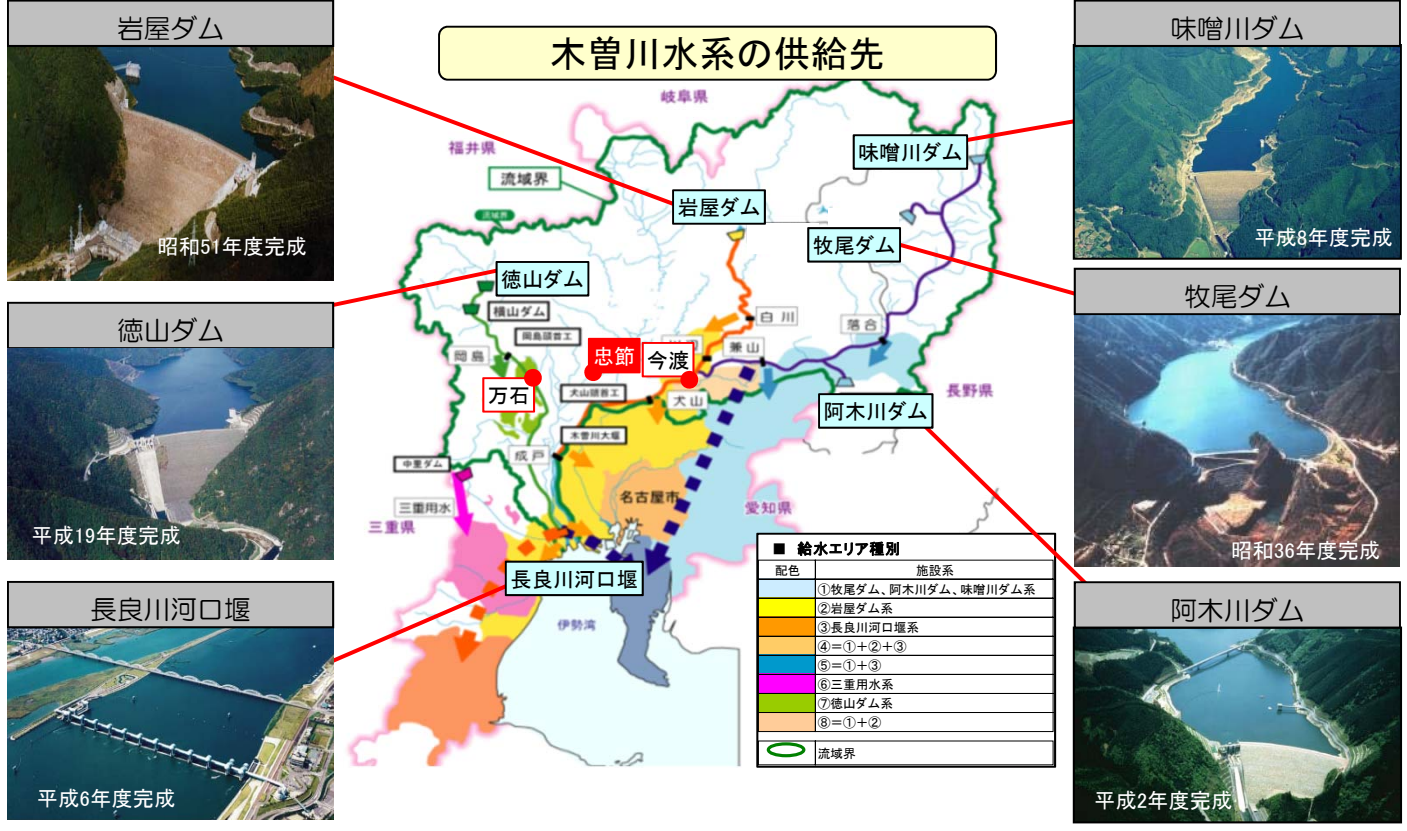 木曽川水系の供給先
岩屋ダム
昭和51年度完成
徳山ダム
平成19年度完成
長良川河口堰
平成6年度完成
味噌川ダム
平成8年度完成
牧尾ダム
昭和36年度完成
阿木川ダム
平成2年度完成
岐阜県
福井県
流域界
流域界
味噌川ダム
岩屋ダム
牧尾ダム
徳山ダム
横山ダム
岡島頭首工
白川
落合
岡島
忠節
今渡
兼山
万石
犬山頭首工
犬山
阿木川ダム
長野県
木曽川大堰
成戸
中里ダム
三重用水
三重県
名古屋市
愛知県
長良川河口堰
伊勢湾
■ 給水エリア種別
配色 施設系
①牧尾ダム、阿木川ダム、味噌川ダム系
②岩屋ダム系
③長良川河口堰系
④=①+②+③
⑤=①+③
⑥三重用水系
⑦徳山ダム系
⑧=①+②
流域界